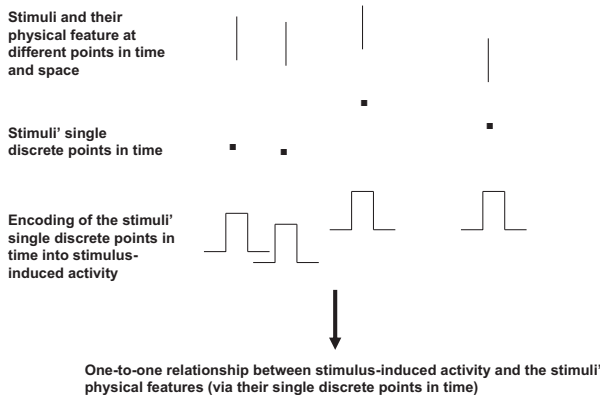 Stimuli and their
physical feature at
different points in time
and space
Stimuli' single
discrete points in time
Encoding of the stimuli'
single discrete points in
time into stimulus-
induced activity
One-to-one relationship between stimulus-induced activity and the stimuli'
physical features (via their single discrete points in time)